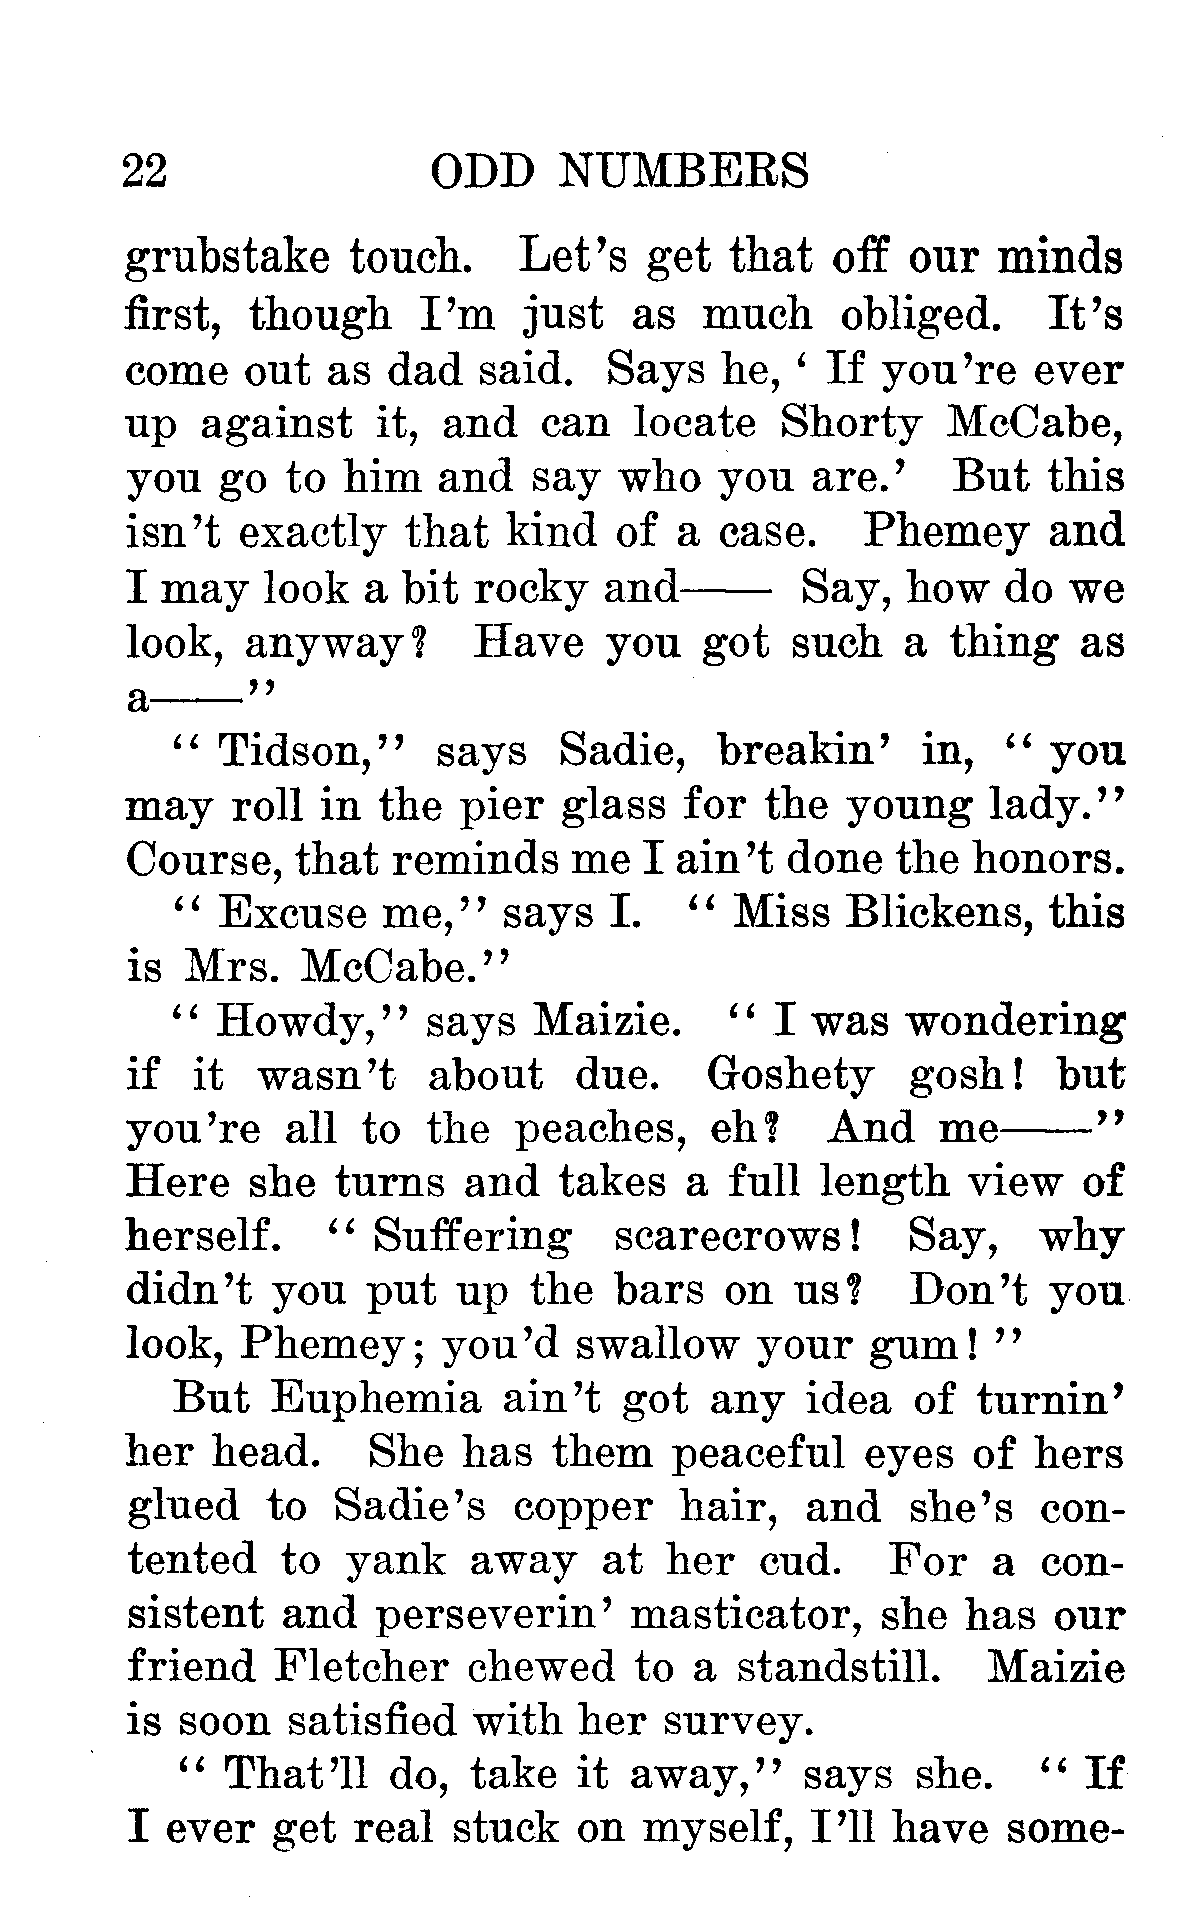 22 ODD NUMBERS
grubstake touch. Let's get that off our minds
first, though I'm just as much obliged. It's
come out as dad said. Says he, ‘ If you're ever
up against it, and can locate Shorty McCabe,
you go to him and say who you are.’ But this
isn't exactly that kind of a case. Phemey and
I may look a bit rocky and—— Say, how do we
look, anyway? Have you got such a thing as
a——”
“ Tidson,” says Sadie, breakin' in, “ you
may roll in the pier glass for the young lady.”
Course, that reminds me I ain't done the honors.
“ Excuse me,” says I. “ Miss Blickens, this
is Mrs. McCabe.”
“ Howdy,” says Maizie. “ I was wondering
if it wasn't about due. Goshety gosh! but
you're all to the peaches, eh? And me——”
Here she turns and takes a full length view of
herself. “ Suffering scarecrows! Say, why
didn't you put up the bars on us? Don't you
look, Phemey; you'd swallow your gum! ”
But Euphemia ain't got any idea of turnin'
her head. She has them peaceful eyes of hers
glued to Sadie's copper hair, and she's con-
tented to yank away at her cud. For a con-
sistent and perseverin' masticator, she has our
friend Fletcher chewed to a standstill. Maizie
is soon satisfied with her survey.
“ That'll do, take it away,” says she. “ If
I ever get real stuck on myself, I'll have some-